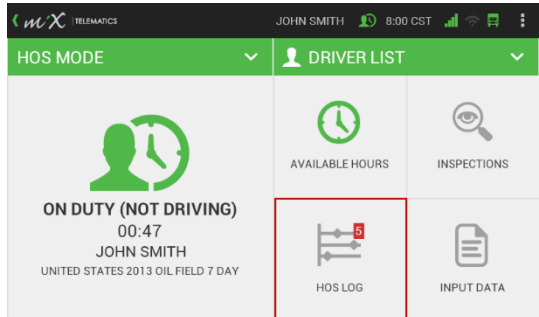 mX TELEMATICS JOHN SMITH 8:00 CST
HOS MODE
DRIVER LIST
ON DUTY (NOT DRIVING)
00:47
JOHN SMITH
UNITED STATES 2013 OIL FIELD 7 DAY
AVAILABLE HOURS
INSPECTIONS
5
HOS LOG
INPUT DATA